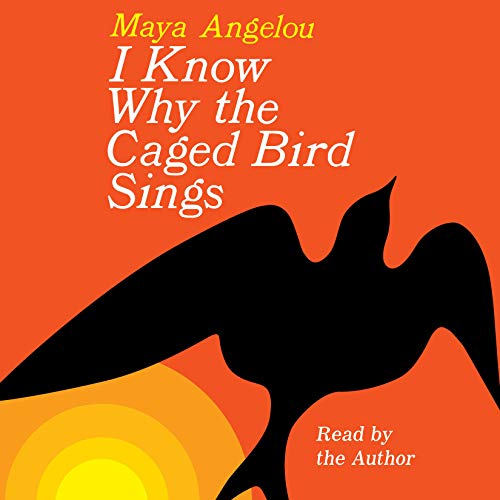 Maya Angelou
I Know
Why the
Caged Bird
Sings
Read by
the Author